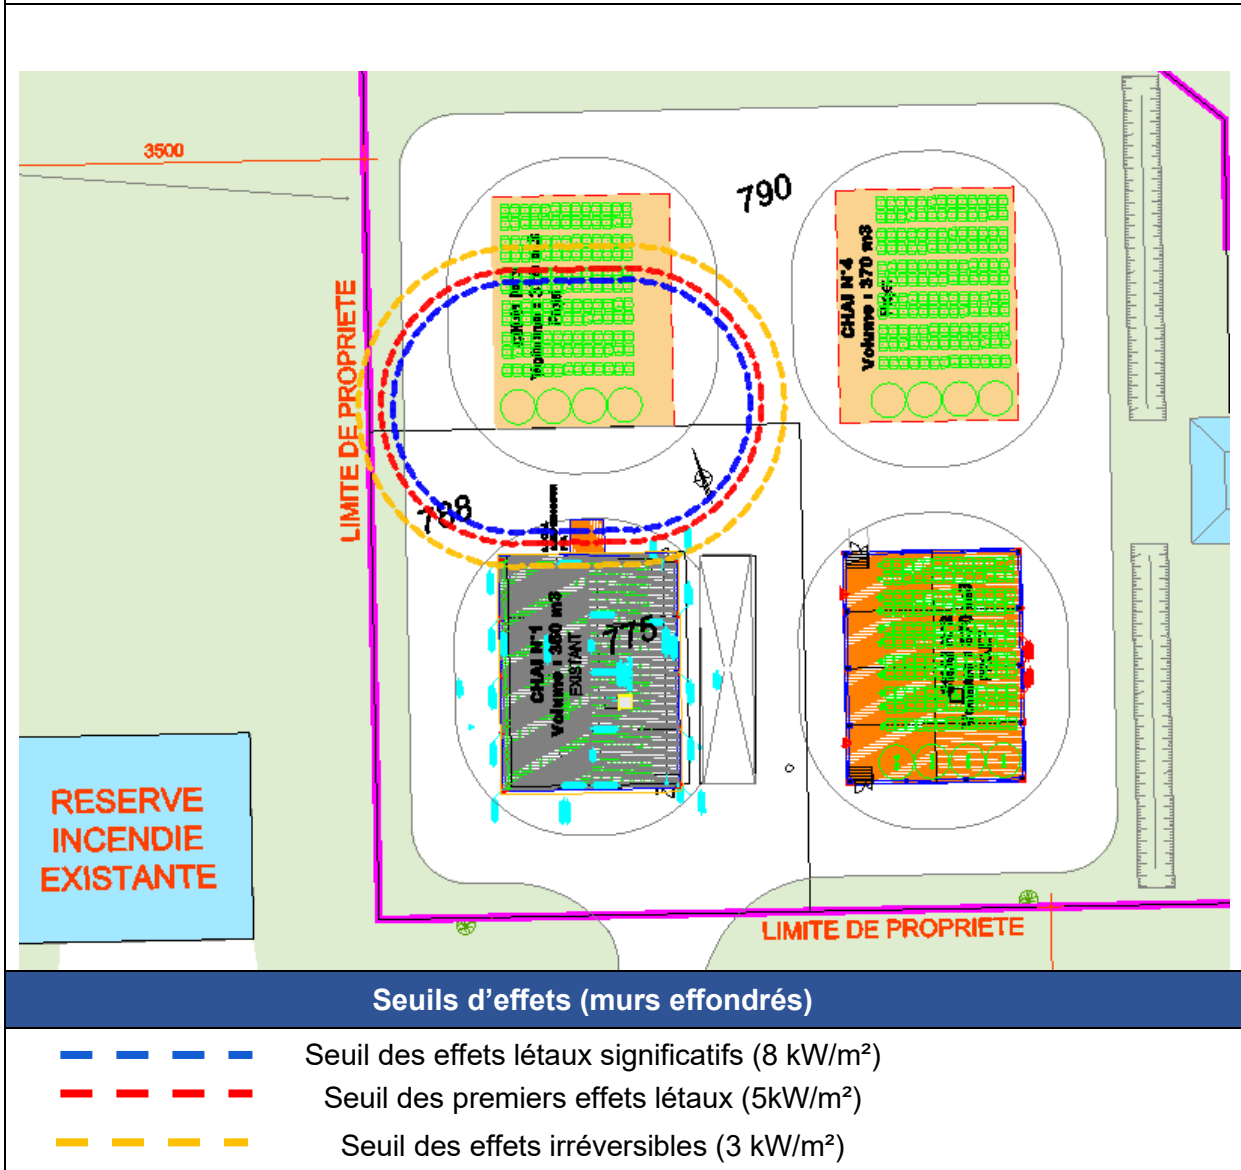 3500
790
LIMITE DE PROPRIETE
CHAI N°4
Volume : 370 m3
788
CHAI N°1
Volume : 360 m3
EXISTANT
775
RESERVE
INCENDIE
EXISTANTE
LIMITE DE PROPRIETE
Seuils d'effets (murs effondrés)
Seuil des effets létaux significatifs (8 kW/m²)
Seuil des premiers effets létaux (5kW/m²)
Seuil des effets irréversibles (3 kW/m²)